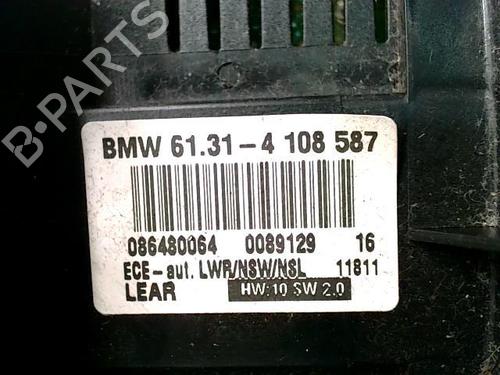 B-PARTS
BMW 61.31-4 108 587
086480064 0089129 16
ECE-aut. LWR/NSW/NSL 11811
LEAR HW:10 SW 2.0